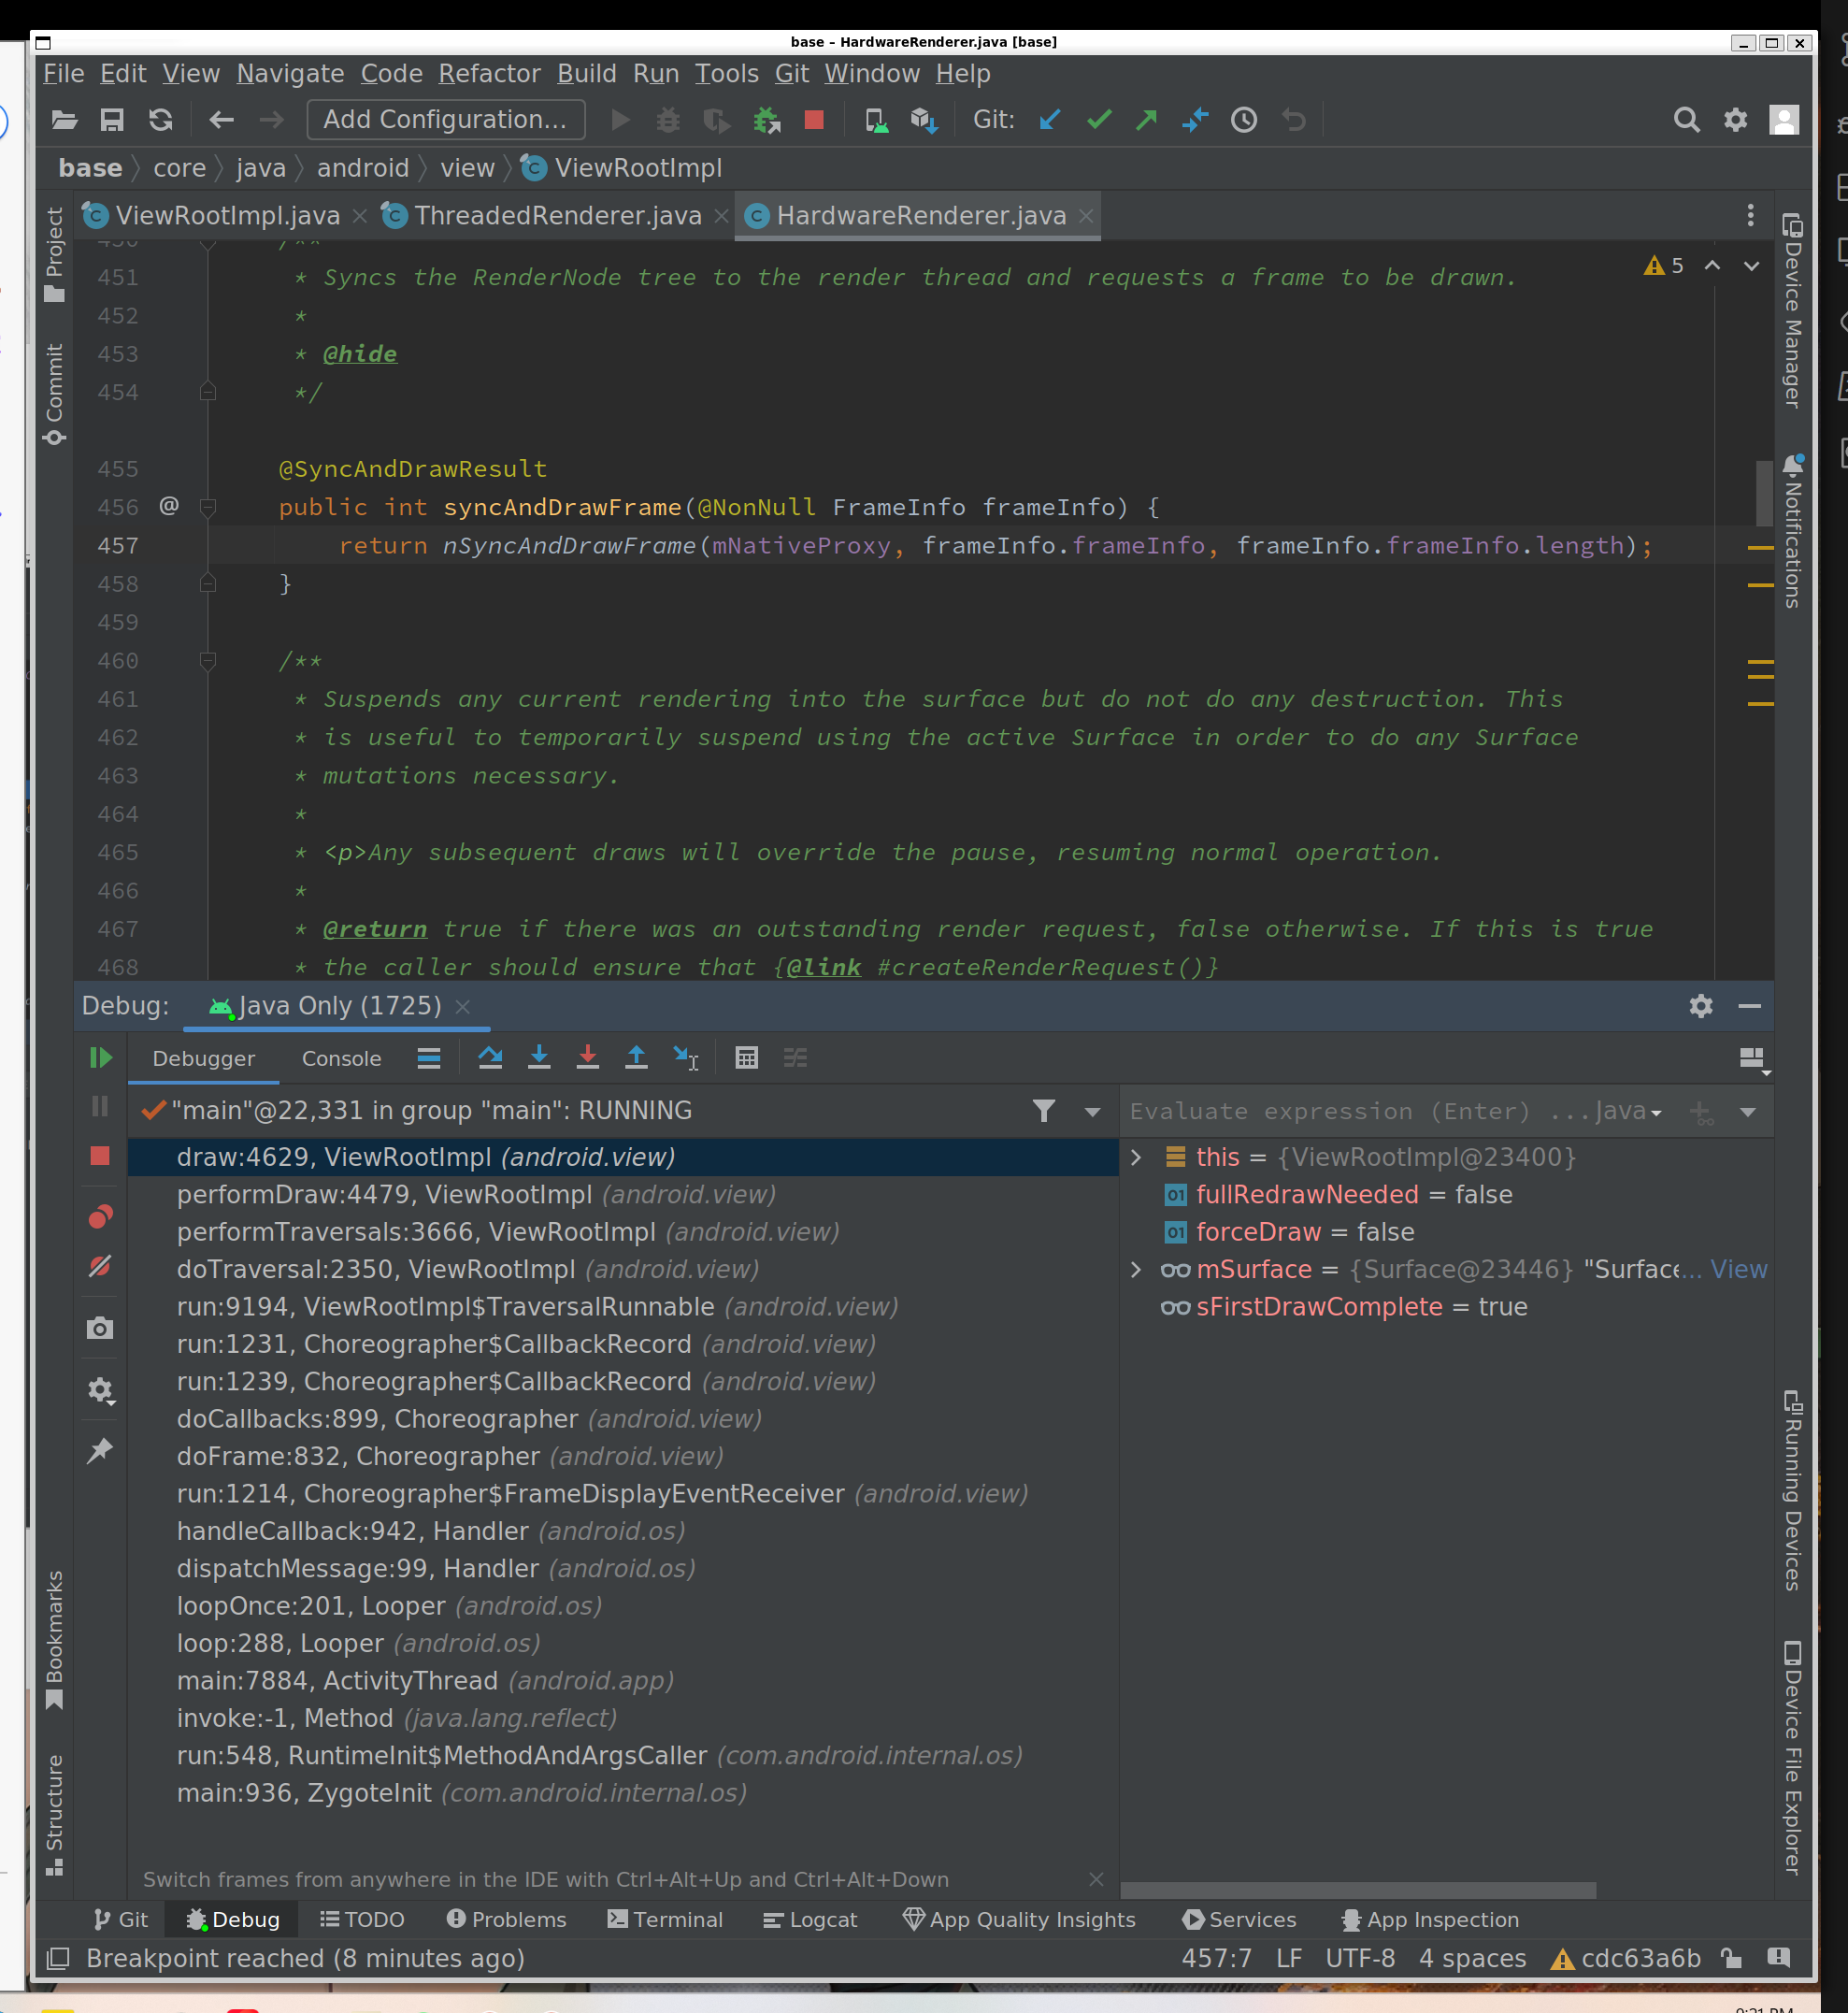 base – HardwareRenderer.java [base]
File Edit View Navigate Code Refactor Build Run Tools Git Window Help
Add Configuration... Git:
base core java android view ViewRootImpl
ViewRootImpl.java ThreadedRenderer.java HardwareRenderer.java
450 /**
451 * Syncs the RenderNode tree to the render thread and requests a frame to be drawn.
5
452 *
453 * @hide
454 */
455 @SyncAndDrawResult
456 @ public int syncAndDrawFrame(@NonNull FrameInfo frameInfo) {
457 return nSyncAndDrawFrame(mNativeProxy, frameInfo.frameInfo, frameInfo.frameInfo.length);
458 }
459
460 /**
461 * Suspends any current rendering into the surface but do not do any destruction. This
462 * is useful to temporarily suspend using the active Surface in order to do any Surface
463 * mutations necessary.
464 *
465 * <p>Any subsequent draws will override the pause, resuming normal operation.
466 *
467 * @return true if there was an outstanding render request, false otherwise. If this is true
468 * the caller should ensure that {@link #createRenderRequest()}
Project
Commit
Bookmarks
Structure
Device Manager
Notifications
Running Devices
Device File Explorer
Debug: Java Only (1725)
Debugger Console
"main"@22,331 in group "main": RUNNING
draw:4629, ViewRootImpl (android.view)
performDraw:4479, ViewRootImpl (android.view)
performTraversals:3666, ViewRootImpl (android.view)
doTraversal:2350, ViewRootImpl (android.view)
run:9194, ViewRootImpl$TraversalRunnable (android.view)
run:1231, Choreographer$CallbackRecord (android.view)
run:1239, Choreographer$CallbackRecord (android.view)
doCallbacks:899, Choreographer (android.view)
doFrame:832, Choreographer (android.view)
run:1214, Choreographer$FrameDisplayEventReceiver (android.view)
handleCallback:942, Handler (android.os)
dispatchMessage:99, Handler (android.os)
loopOnce:201, Looper (android.os)
loop:288, Looper (android.os)
main:7884, ActivityThread (android.app)
invoke:-1, Method (java.lang.reflect)
run:548, RuntimeInit$MethodAndArgsCaller (com.android.internal.os)
main:936, ZygoteInit (com.android.internal.os)
Switch frames from anywhere in the IDE with Ctrl+Alt+Up and Ctrl+Alt+Down
Evaluate expression (Enter) ... Java
this = {ViewRootImpl@23400}
01 fullRedrawNeeded = false
01 forceDraw = false
mSurface = {Surface@23446} "Surface... View
sFirstDrawComplete = true
Git Debug TODO Problems Terminal Logcat App Quality Insights Services App Inspection
Breakpoint reached (8 minutes ago) 457:7 LF UTF-8 4 spaces cdc63a6b